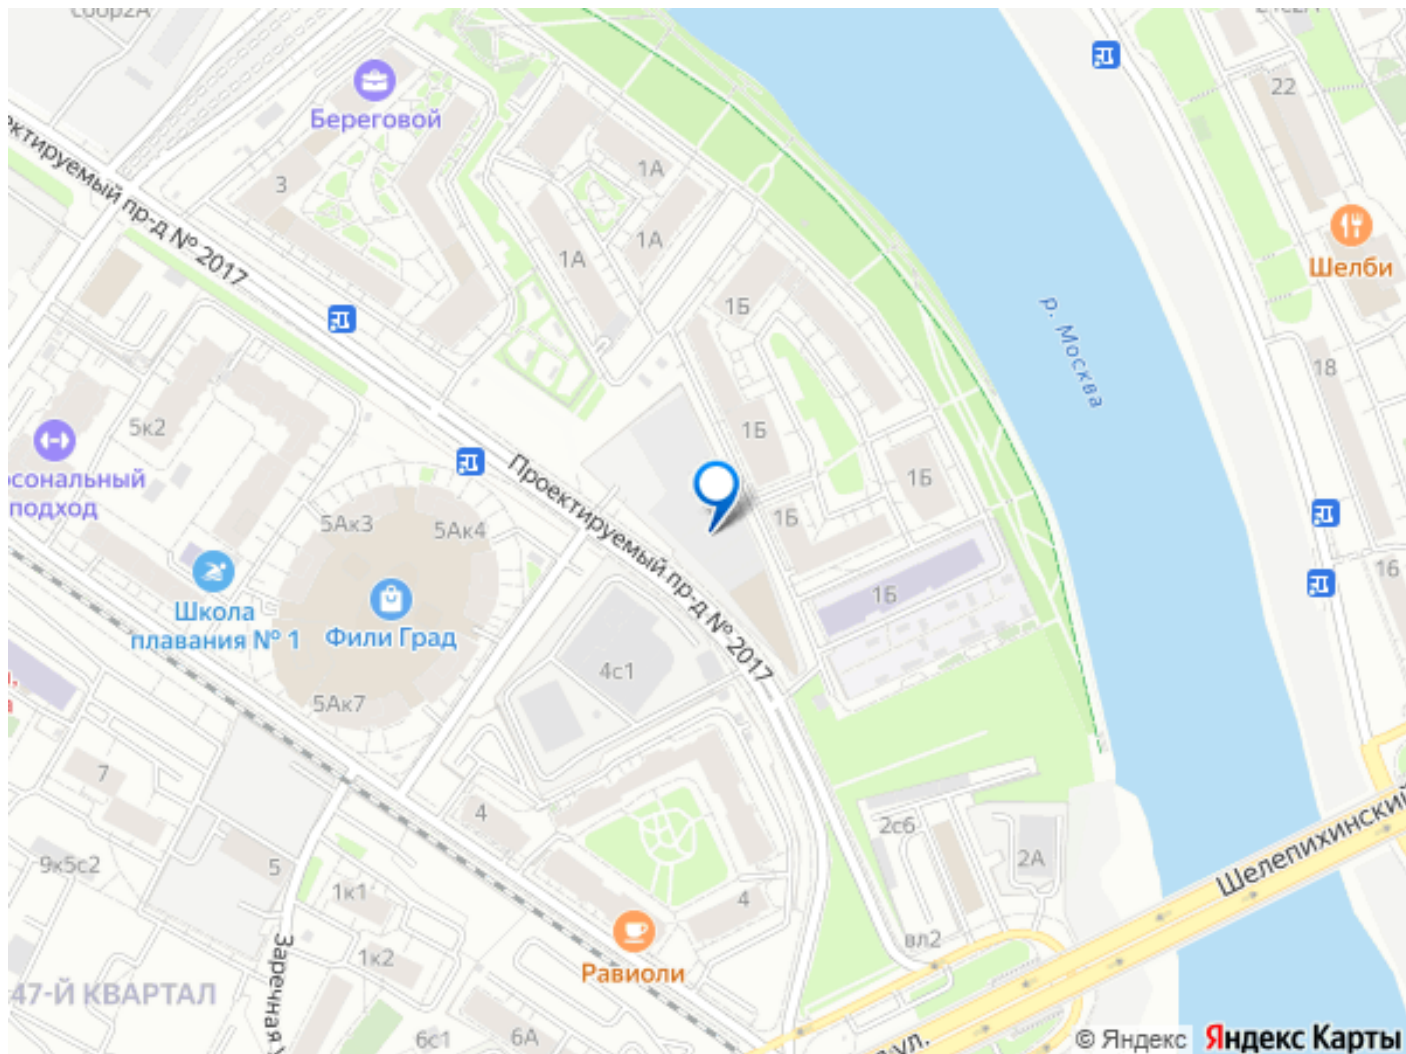 22
Береговой
1А
3
Проектируемый пр-д № 2017
1А
1А
Шелби
1Б
р. Москва
18
5к2
1Б
1Б
подход
5Ак3
5Ак4
1Б
Проектируемый пр-д № 2017
16
Школа
плавания № 1
Фили Град
1Б
4с1
5Ак7
7
4
2с6
2А
Шелепихинский
9к5с2
5
1к1
4
вл2
Равиоли
1к2
47-Й КВАРТАЛ
Заречная
6с1
6А
ул.
© Яндекс
Яндекс Карты